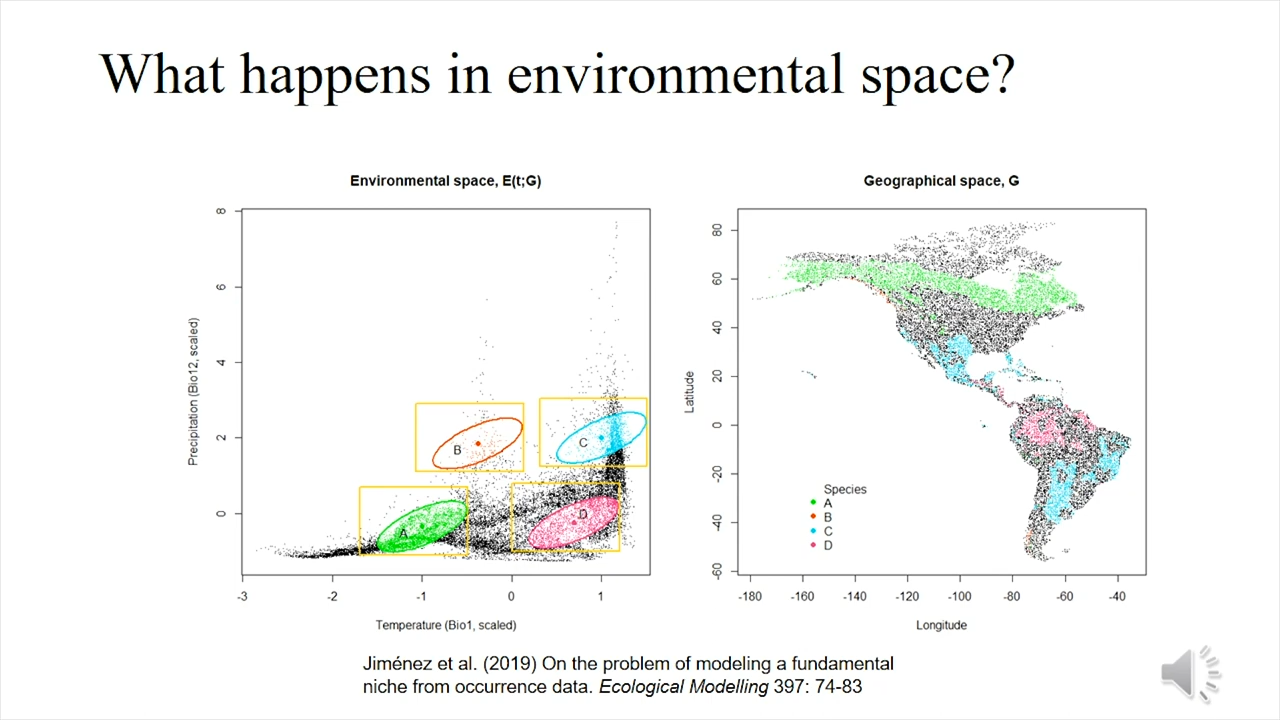 What happens in environmental space?
Environmental space, E(t;G)
Precipitation (Bio12, scaled)
8
6
4
2
0
B
C
A
D
-3
-2
-1
0
1
Temperature (Bio1, scaled)
Geographical space, G
Latitude
80
60
40
20
0
-20
-40
-60
Species
A
B
C
D
-180
-160
-140
-120
-100
-80
-60
-40
Longitude
Jiménez et al. (2019) On the problem of modeling a fundamental
niche from occurrence data. Ecological Modelling 397: 74-83